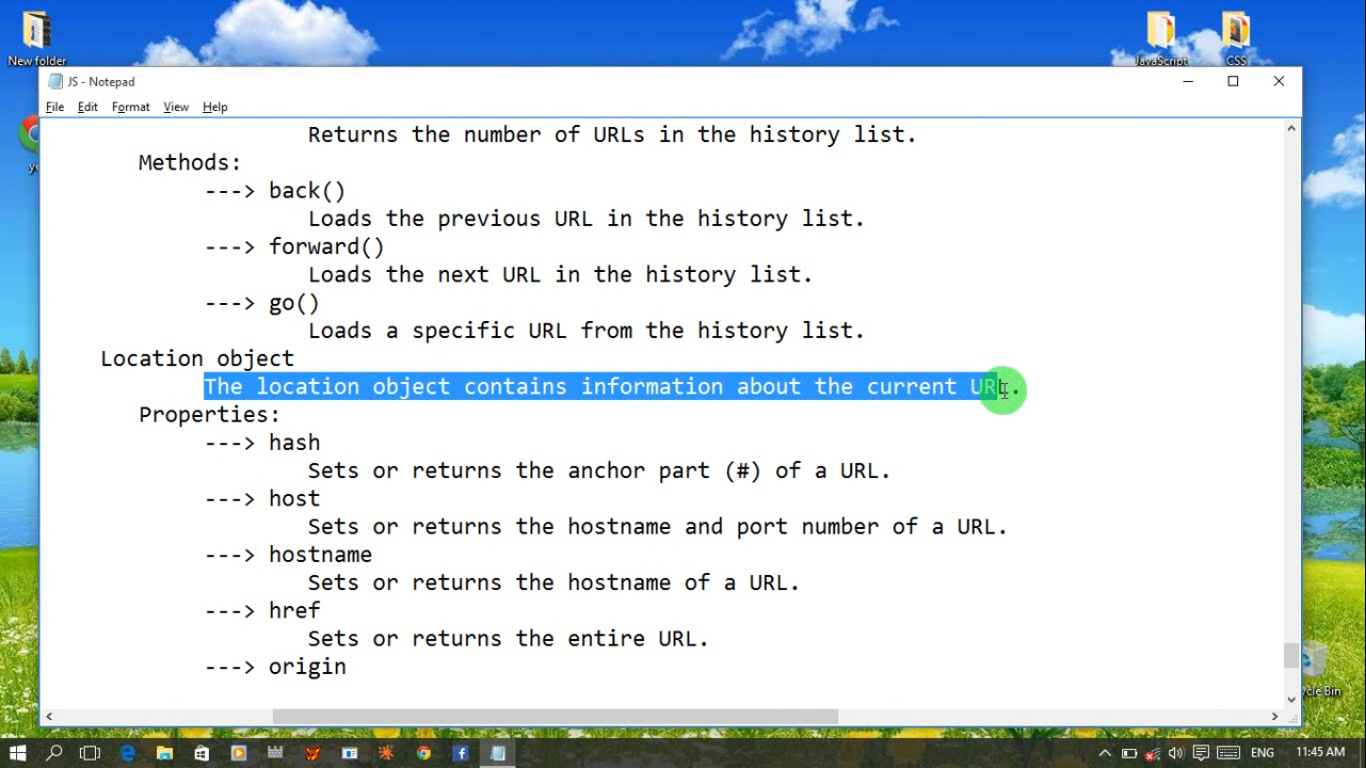 New folder
JavaScript
CSS
JS - Notepad
File Edit Format View Help
Returns the number of URLs in the history list.
Methods:
---> back()
Loads the previous URL in the history list.
---> forward()
Loads the next URL in the history list.
---> go()
Loads a specific URL from the history list.
Location object
The location object contains information about the current URL.
Properties:
---> hash
Sets or returns the anchor part (#) of a URL.
---> host
Sets or returns the hostname and port number of a URL.
---> hostname
Sets or returns the hostname of a URL.
---> href
Sets or returns the entire URL.
---> origin
ycle Bin
ENG 11:45 AM